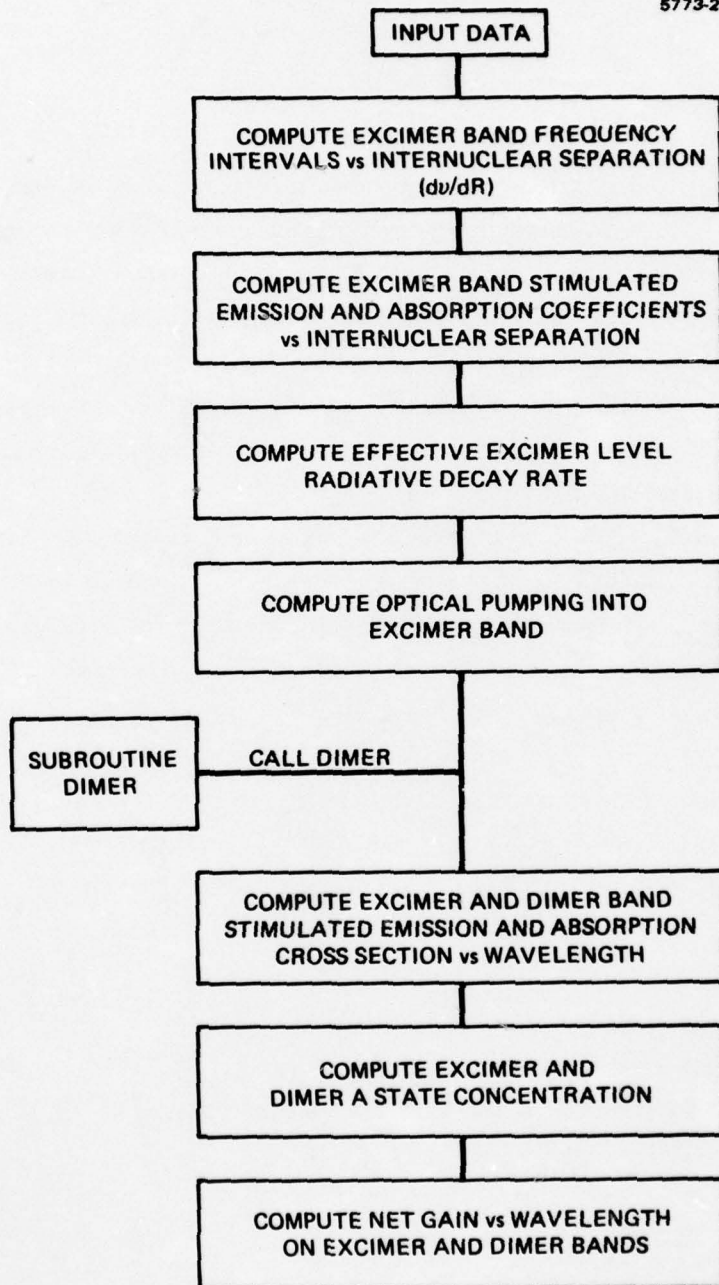 5773-2
INPUT DATA
COMPUTE EXCIMER BAND FREQUENCY
INTERVALS vs INTERNUCLEAR SEPARATION
(dν/dR)
COMPUTE EXCIMER BAND STIMULATED
EMISSION AND ABSORPTION COEFFICIENTS
vs INTERNUCLEAR SEPARATION
COMPUTE EFFECTIVE EXCIMER LEVEL
RADIATIVE DECAY RATE
COMPUTE OPTICAL PUMPING INTO
EXCIMER BAND
SUBROUTINE
DIMER
CALL DIMER
COMPUTE EXCIMER AND DIMER BAND
STIMULATED EMISSION AND ABSORPTION
CROSS SECTION vs WAVELENGTH
COMPUTE EXCIMER AND
DIMER A STATE CONCENTRATION
COMPUTE NET GAIN vs WAVELENGTH
ON EXCIMER AND DIMER BANDS